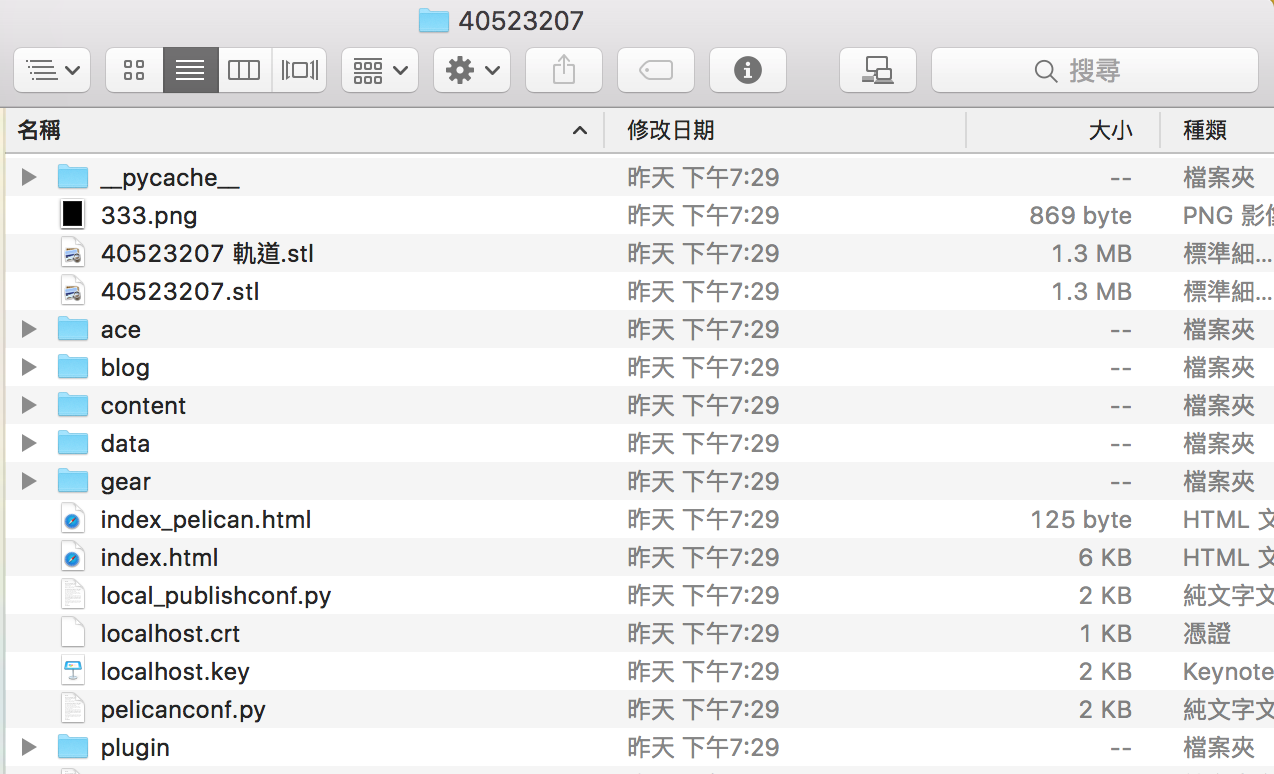 40523207
搜尋
名稱 修改日期 大小 種類
__pycache__ 昨天 下午7:29 -- 檔案夾
333.png 昨天 下午7:29 869 byte PNG 影像
40523207 軌道.stl 昨天 下午7:29 1.3 MB 標準細...
40523207.stl 昨天 下午7:29 1.3 MB 標準細...
ace 昨天 下午7:29 -- 檔案夾
blog 昨天 下午7:29 -- 檔案夾
content 昨天 下午7:29 -- 檔案夾
data 昨天 下午7:29 -- 檔案夾
gear 昨天 下午7:29 -- 檔案夾
index_pelican.html 昨天 下午7:29 125 byte HTML 文
index.html 昨天 下午7:29 6 KB HTML 文
local_publishconf.py 昨天 下午7:29 2 KB 純文字文
localhost.crt 昨天 下午7:29 1 KB 憑證
localhost.key 昨天 下午7:29 2 KB Keynote
pelicanconf.py 昨天 下午7:29 2 KB 純文字文
plugin 昨天 下午7:29 -- 檔案夾